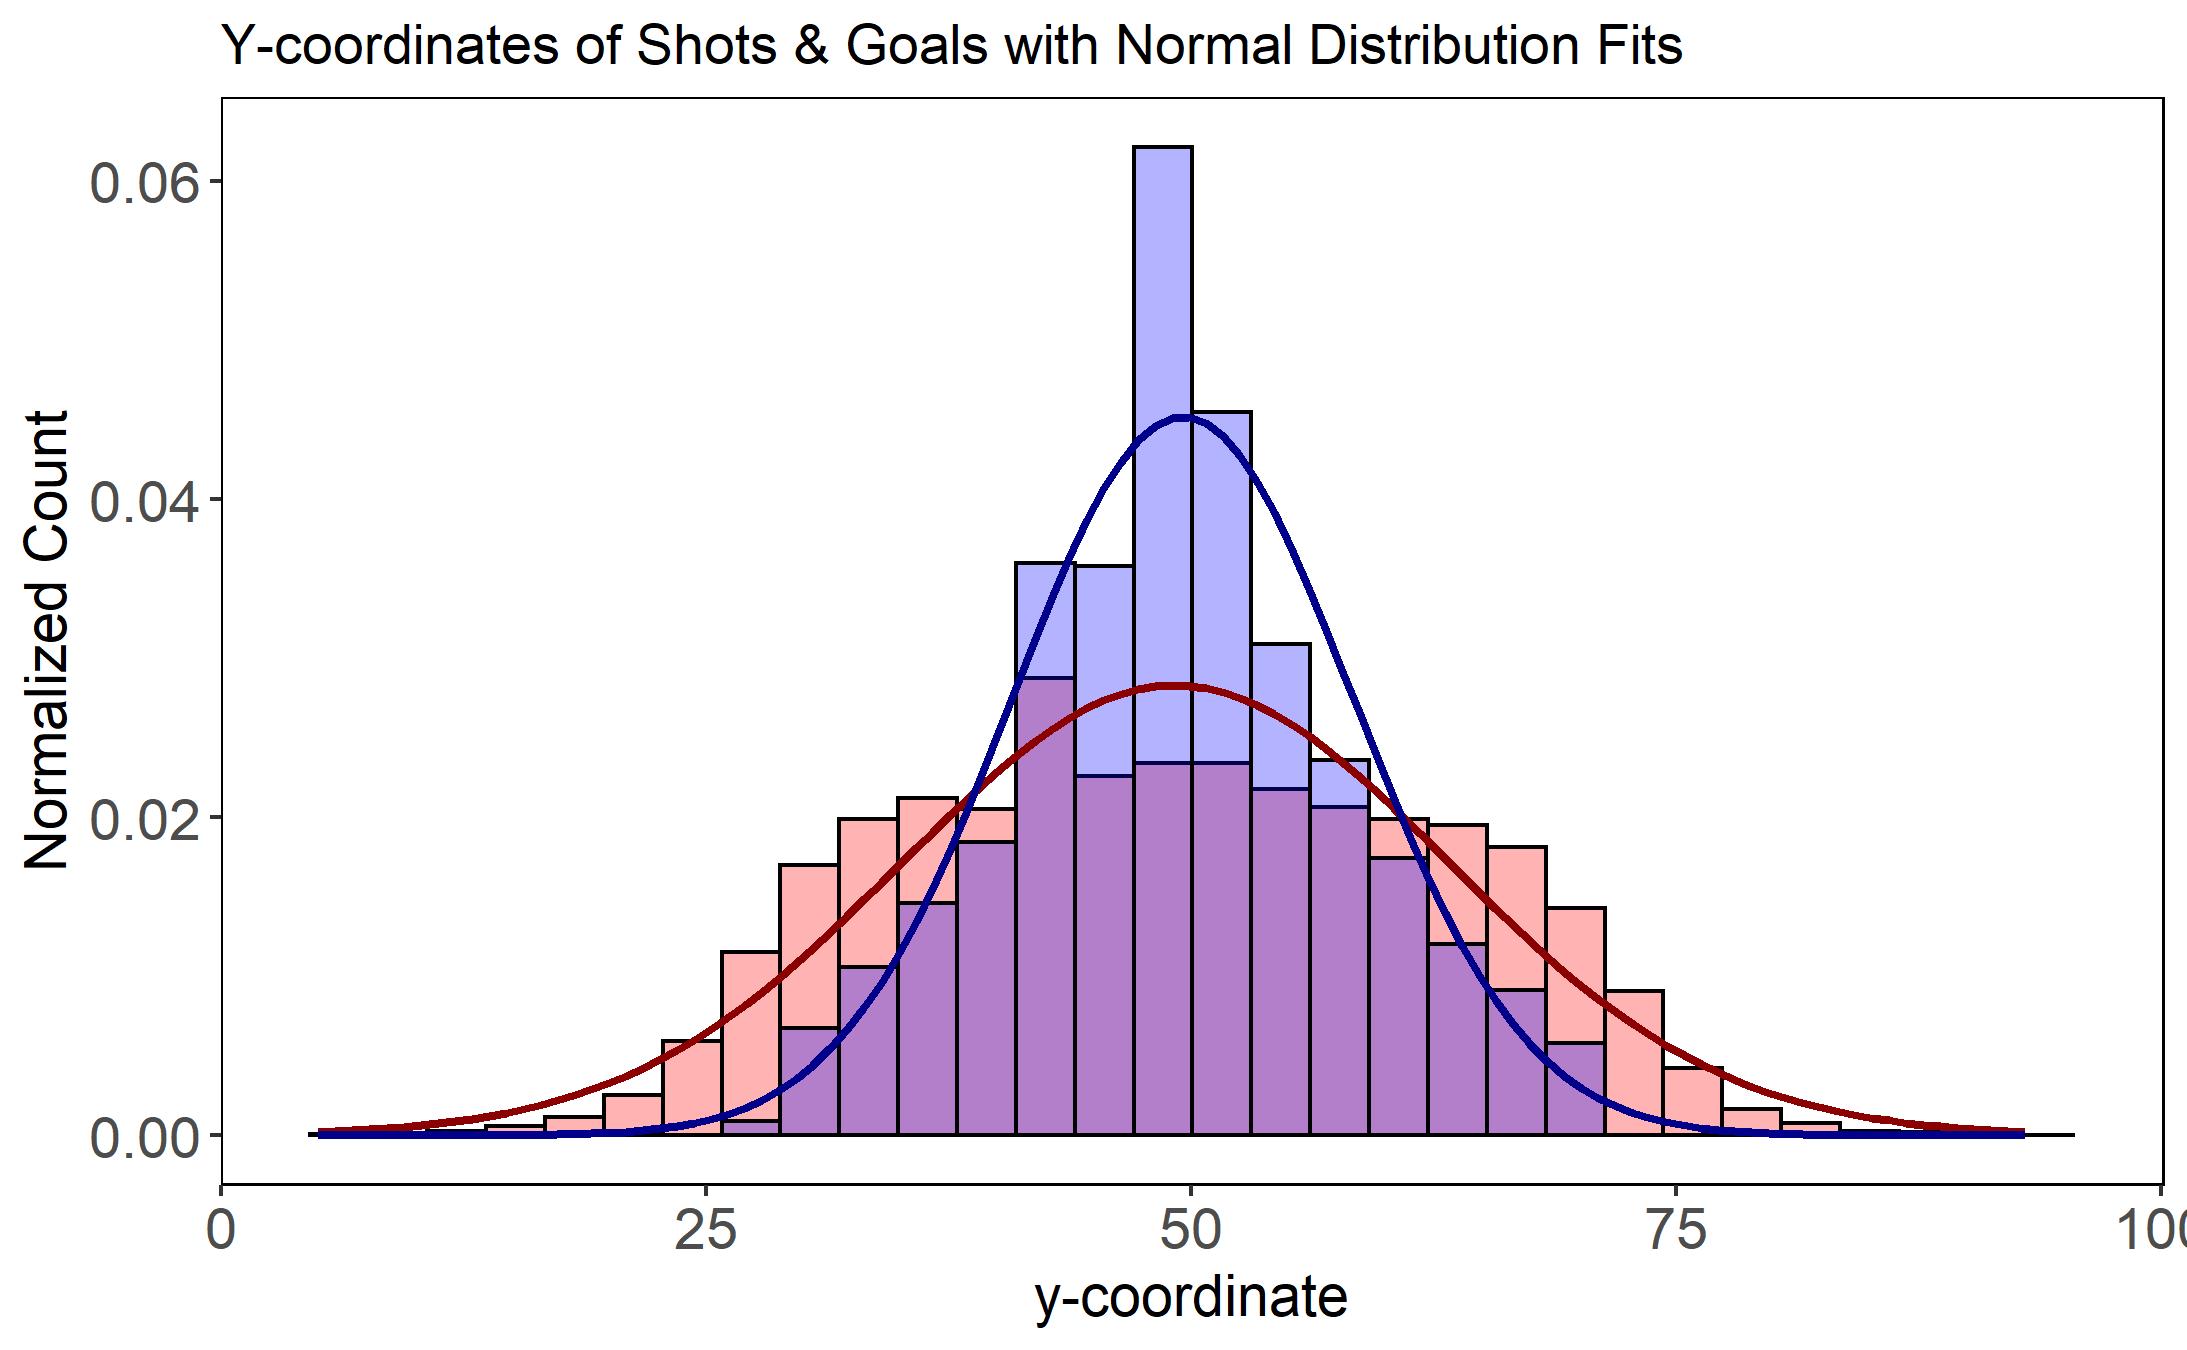 Y-coordinates of Shots & Goals with Normal Distribution Fits
Normalized Count
0.06
0.04
0.02
0.00
0 25 50 75 100
y-coordinate